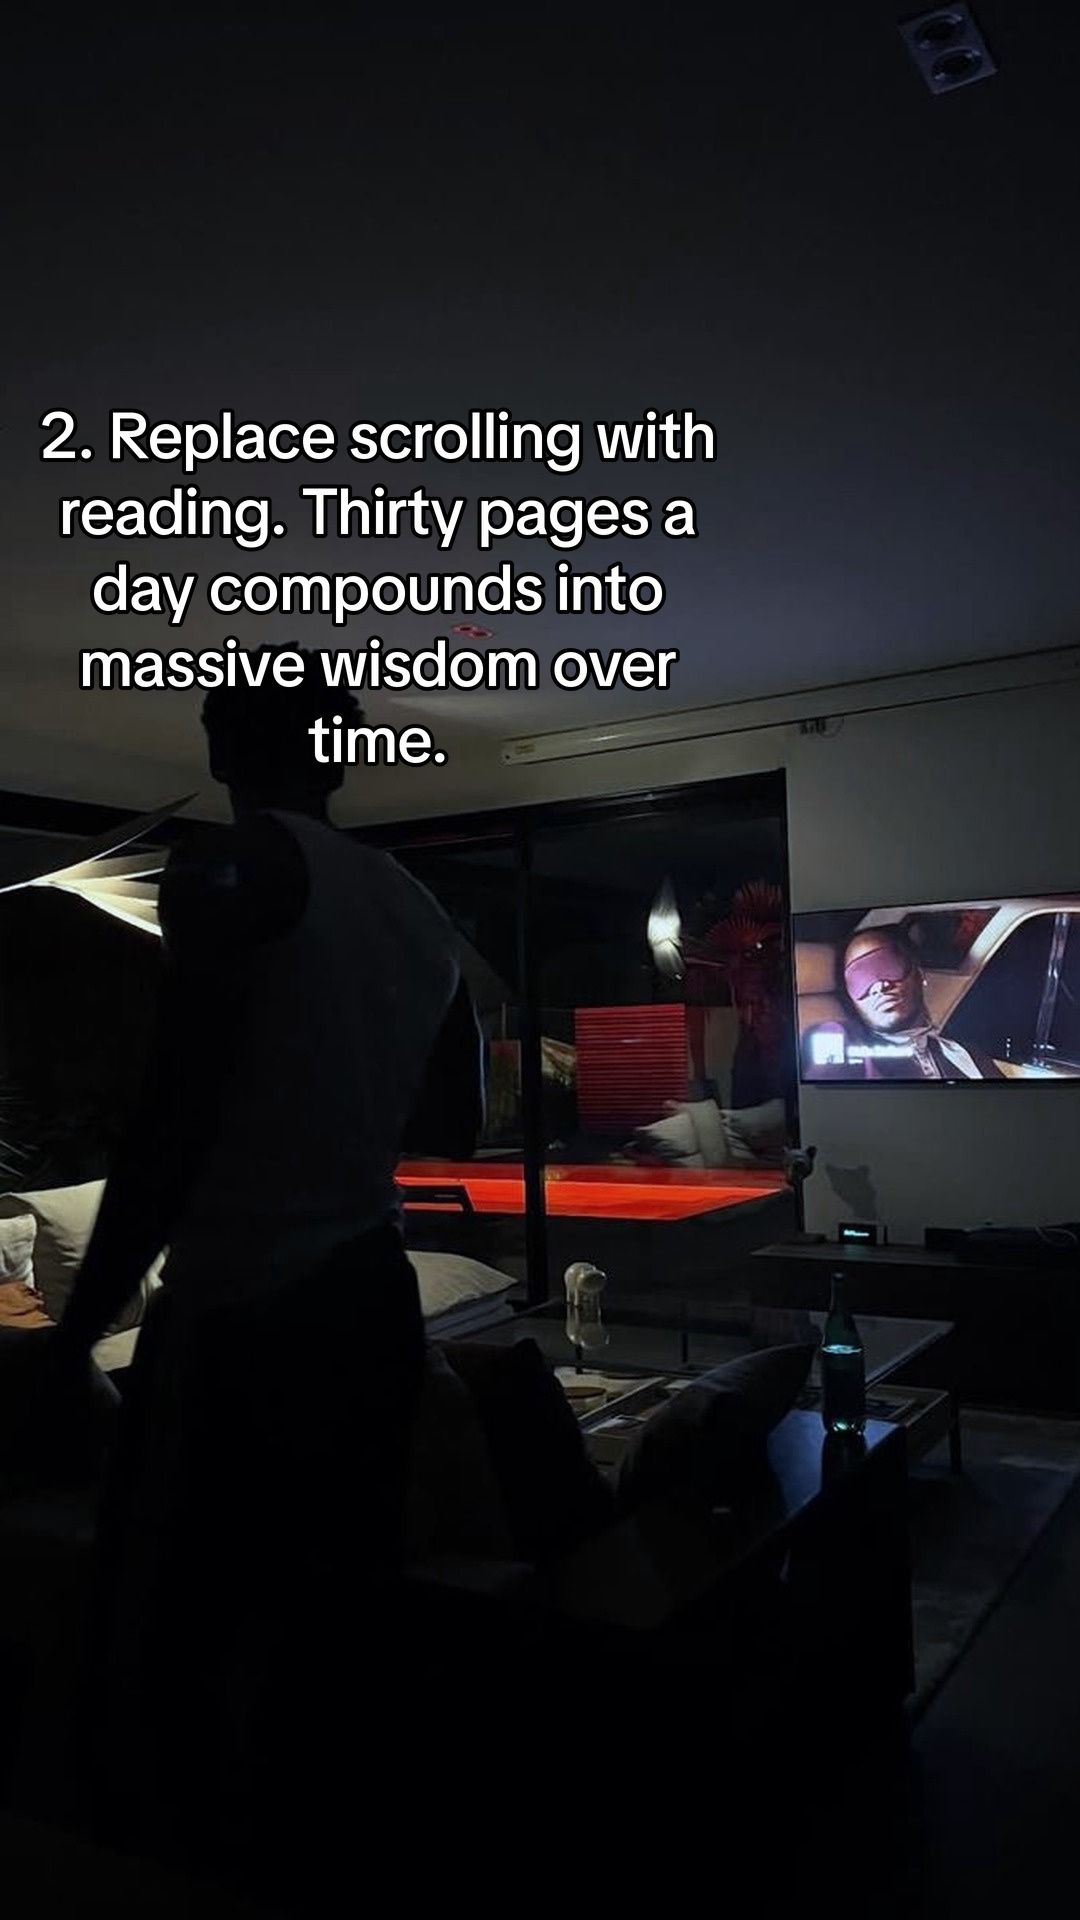 2. Replace scrolling with
reading. Thirty pages a
day compounds into
massive wisdom over
time.